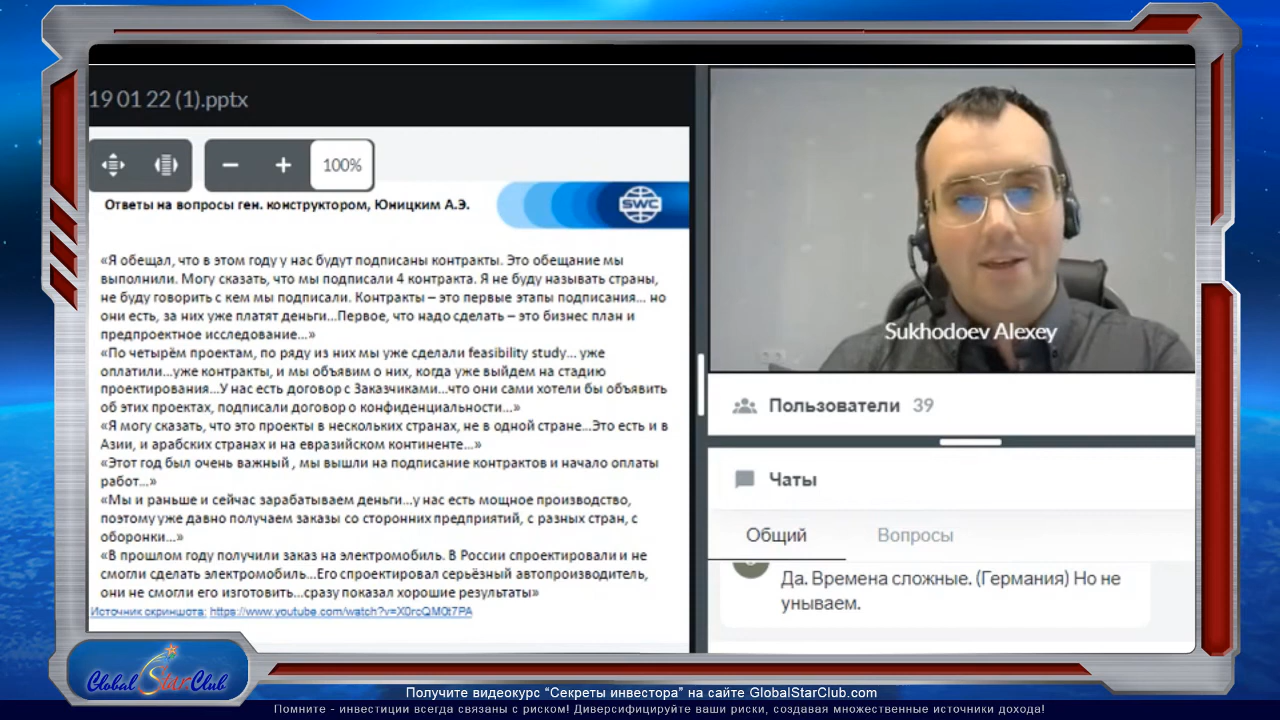 19 01 22 (1).pptx
100%
Ответы на вопросы ген. конструктором, Юницким А.Э.
SWC
«Я обещал, что в этом году у нас будут подписаны контракты. Это обещание мы
выполнили. Могу сказать, что мы подписали 4 контракта. Я не буду называть страны,
не буду говорить с кем мы подписали. Контракты – это первые этапы подписания... но
они есть, за них уже платят деньги...Первое, что надо сделать – это бизнес план и
предпроектное исследование...»
«По четырём проектам, по ряду из них мы уже сделали feasibility study... уже
оплатили...уже контракты, и мы объявим о них, когда уже выйдем на стадию
проектирования...У нас есть договор с Заказчиками...что они сами хотели бы объявить
об этих проектах, подписали договор о конфиденциальности...»
«Я могу сказать, что это проекты в нескольких странах, не в одной стране...Это есть и в
Азии, и арабских странах и на евразийском континенте...»
«Этот год был очень важный , мы вышли на подписание контрактов и начало оплаты
работ...»
«Мы и раньше и сейчас зарабатываем деньги...у нас есть мощное производство,
поэтому уже давно получаем заказы со сторонних предприятий, с разных стран, с
оборонки...»
«В прошлом году получили заказ на электромобиль. В России спроектировали и не
смогли сделать электромобиль...Его спроектировал серьёзный автопроизводитель,
они не смогли его изготовить...сразу показал хорошие результаты»
Источник скриншота: https://www.youtube.com/watch?v=X0rcQM0t7PA
Sukhodoev Alexey
Пользователи 39
Чаты
Общий Вопросы
Да. Времена сложные. (Германия) Но не
унываем.
Global Star Club
Получите видеокурс “Секреты инвестора” на сайте GlobalStarClub.com
Помните - инвестиции всегда связаны с риском! Диверсифицируйте ваши риски, создавая множественные источники дохода!